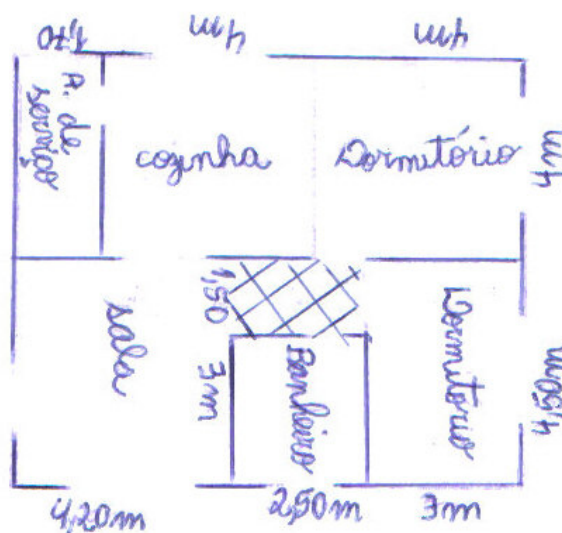 1,70
4m
4m
A. de
serviço
cozinha
Dormitório
4m
sala
1,50
3m
Banheiro
Dormitório
4,50m
4,20m
2,50m
3m